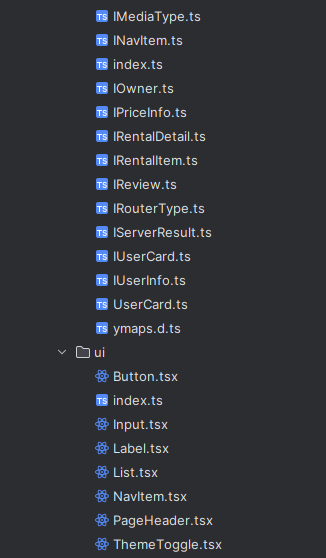 IMediaType.ts
INavItem.ts
index.ts
IOwner.ts
IPriceInfo.ts
IRentalDetail.ts
IRentalItem.ts
IReview.ts
IRouterType.ts
IServerResult.ts
IUserCard.ts
IUserInfo.ts
UserCard.ts
ymaps.d.ts
ui
Button.tsx
index.ts
Input.tsx
Label.tsx
List.tsx
NavItem.tsx
PageHeader.tsx
ThemeToggle.tsx